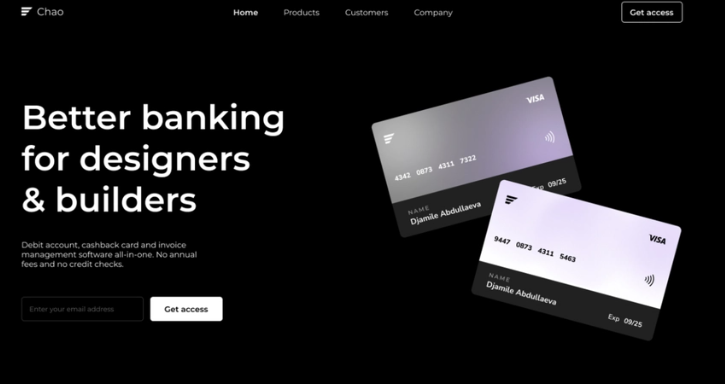 Chao
Home Products Customers Company
Get access
Better banking
for designers
& builders
Debit account, cashback card and invoice
management software all-in-one. No annual
fees and no credit checks.
Enter your email address
Get access
VISA
4342 0873 4311 7322
NAME
Djamile Abdullaeva
Exp 09/25
VISA
9447 0873 4311 5463
NAME
Djamile Abdullaeva
Exp 09/25